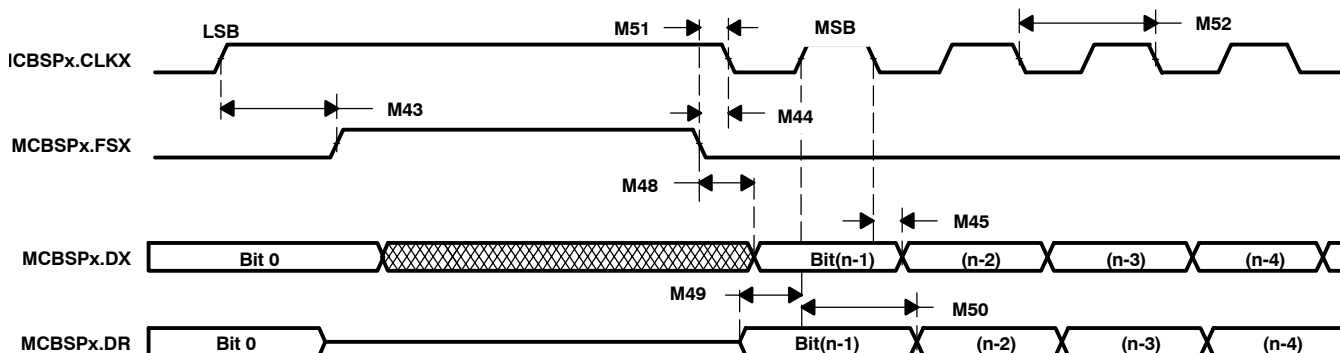 LSB
M51
MSB
M52
ICBSPx.CLKX
M43
M44
MCBSPx.FSX
M48
M45
MCBSPx.DX
Bit 0
Bit(n-1)
(n-2)
(n-3)
(n-4)
M49
M50
MCBSPx.DR
Bit 0
Bit(n-1)
(n-2)
(n-3)
(n-4)